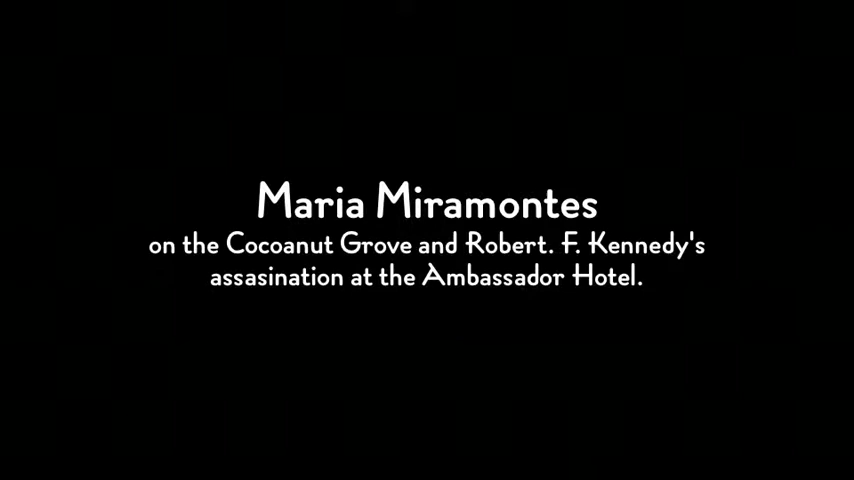 Maria Miramontes
on the Cocoanut Grove and Robert. F. Kennedy's
assasination at the Ambassador Hotel.